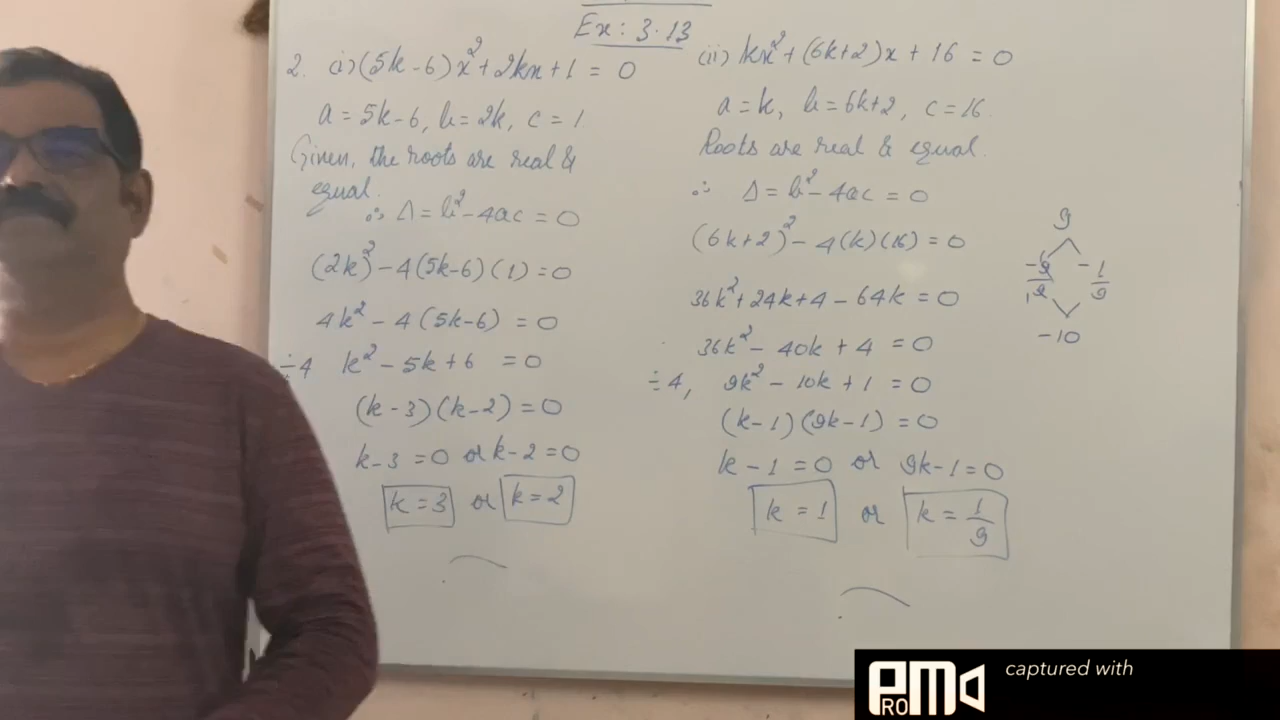 Ex: 3.13
2. (i) (5k-6)x² + 2kx + 1 = 0
a = 5k-6, b = 2k, c = 1
Given, the roots are real &
equal.
∴ Δ = b² - 4ac = 0
(2k)² - 4(5k-6)(1) = 0
4k² - 4(5k-6) = 0
÷4 k² - 5k + 6 = 0
(k-3)(k-2) = 0
k-3 = 0 or k-2 = 0
k = 3 or k = 2
(ii) kx² + (6k+2)x + 16 = 0
a = k, b = 6k+2, c = 16
Roots are real & equal.
∴ Δ = b² - 4ac = 0
(6k+2)² - 4(k)(16) = 0
36k² + 24k + 4 - 64k = 0
36k² - 40k + 4 = 0
÷4, 9k² - 10k + 1 = 0
(k-1)(9k-1) = 0
k-1 = 0 or 9k-1 = 0
k = 1 or k = 1/9
9
-9/9 -1/9
-10
captured with
PRO M